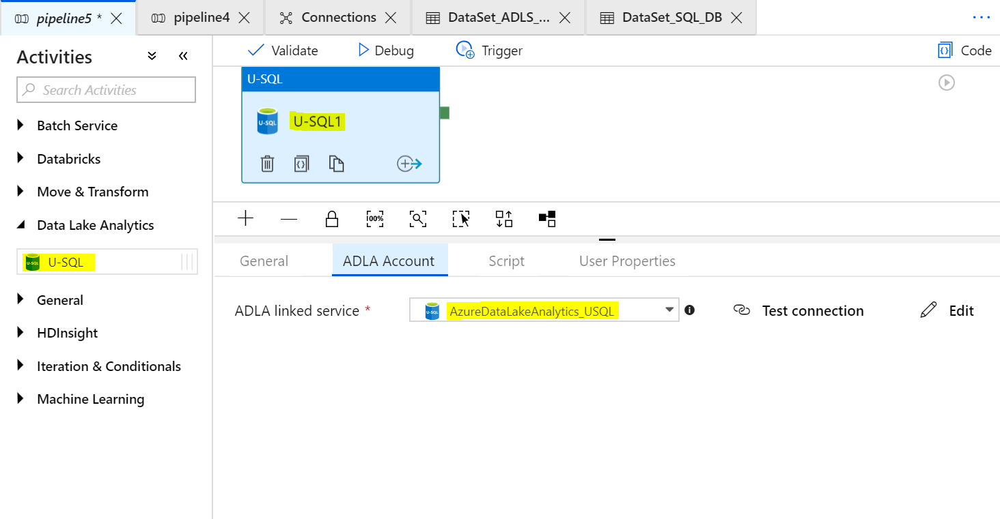 pipeline5 * pipeline4 Connections DataSet_ADLS_... DataSet_SQL_DB
Activities
Search Activities
Batch Service
Databricks
Move & Transform
Data Lake Analytics
U-SQL
U-SQL
General
HDInsight
Iteration & Conditionals
Machine Learning
Validate Debug Trigger Code
U-SQL
U-SQL
U-SQL1
100%
General ADLA Account Script User Properties
ADLA linked service * U-SQL AzureDataLakeAnalytics_USQL Test connection Edit